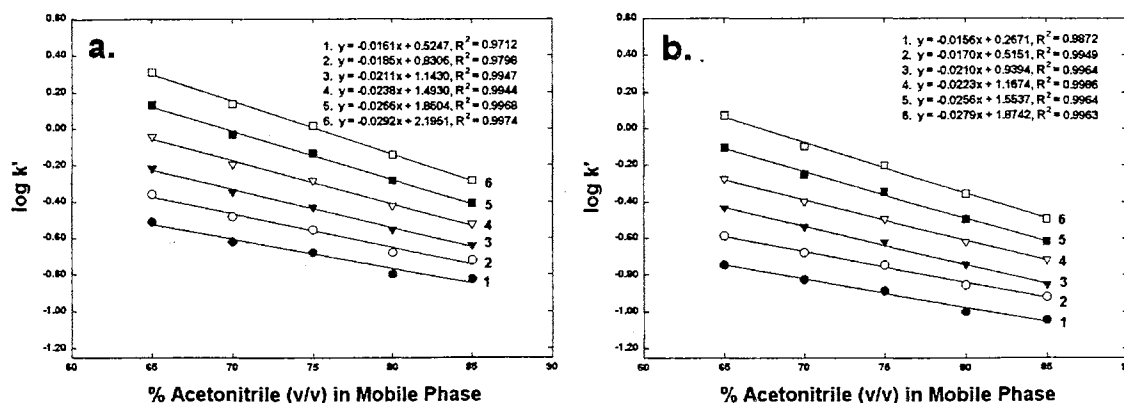 a.
1. y = -0.0161x + 0.5247, R² = 0.9712
2. y = -0.0185x + 0.8306, R² = 0.9796
3. y = -0.0211x + 1.1430, R² = 0.9947
4. y = -0.0238x + 1.4930, R² = 0.9944
5. y = -0.0266x + 1.8504, R² = 0.9968
6. y = -0.0292x + 2.1951, R² = 0.9974
0.60
0.40
0.20
0.00
-0.20
-0.40
-0.60
-0.80
-1.00
-1.20
log k'
6
5
4
3
2
1
60 65 70 75 80 85 90
% Acetonitrile (v/v) in Mobile Phase
b.
1. y = -0.0156x + 0.2671, R² = 0.9872
2. y = -0.0170x + 0.5151, R² = 0.9949
3. y = -0.0210x + 0.9394, R² = 0.9964
4. y = -0.0223x + 1.1674, R² = 0.9986
5. y = -0.0256x + 1.5537, R² = 0.9964
6. y = -0.0279x + 1.8742, R² = 0.9963
0.60
0.40
0.20
0.00
-0.20
-0.40
-0.60
-0.80
-1.00
-1.20
log k'
6
5
4
3
2
1
60 65 70 75 80 85
% Acetonitrile (v/v) in Mobile Phase